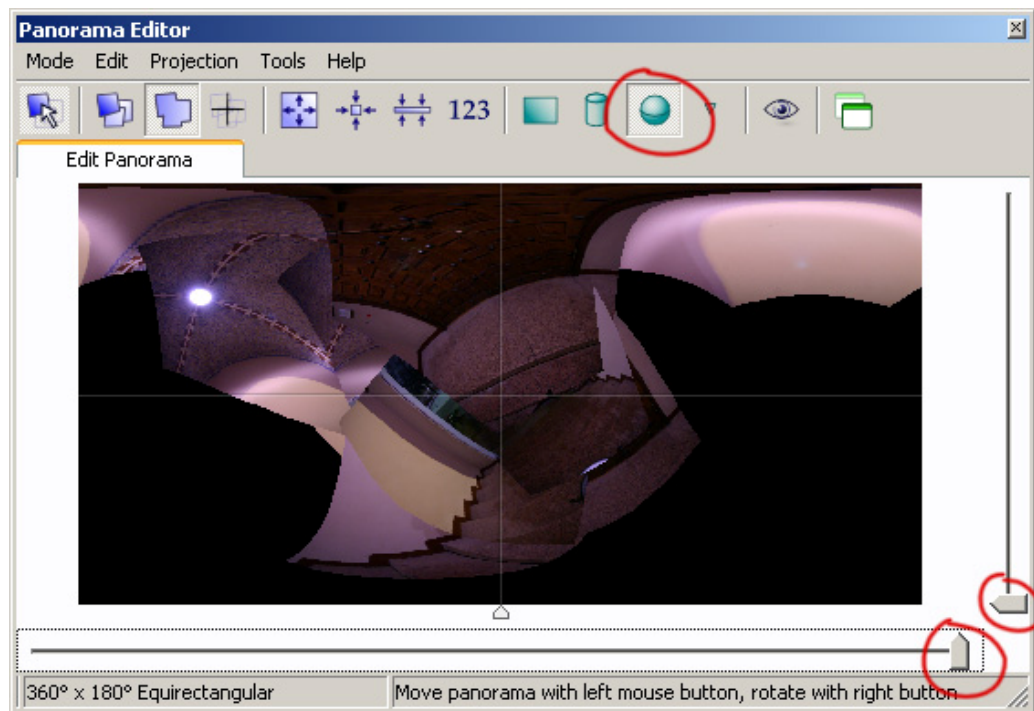 Panorama Editor
Mode Edit Projection Tools Help
123
Edit Panorama
360° x 180° Equirectangular
Move panorama with left mouse button, rotate with right button